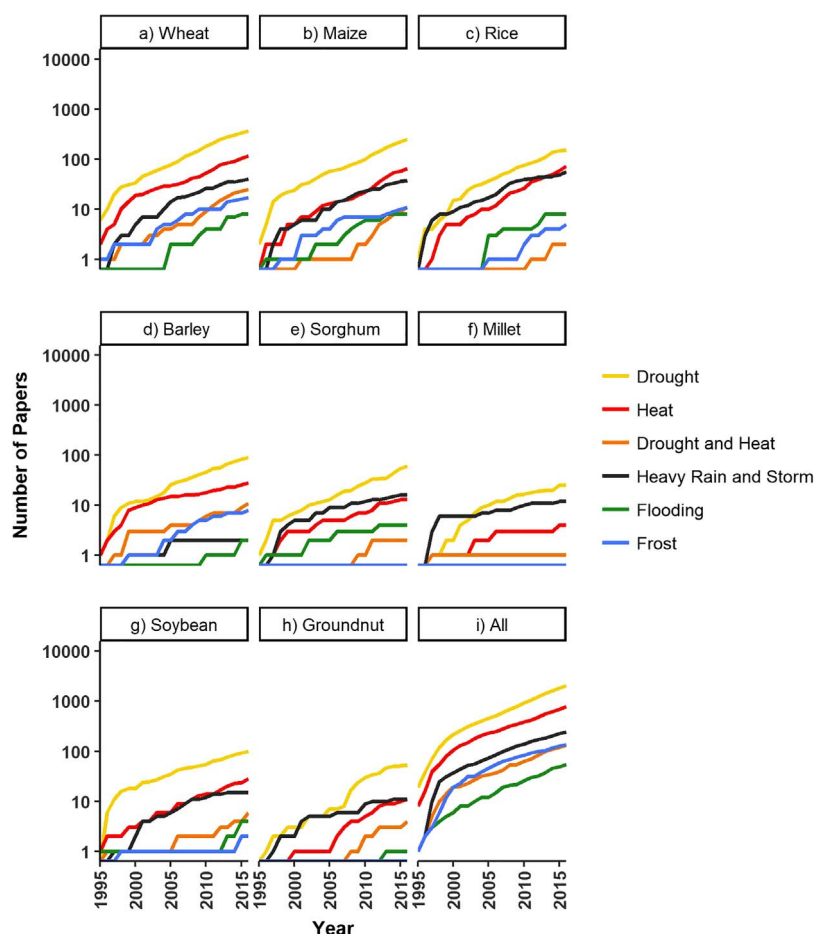 a) Wheat
b) Maize
c) Rice
10000
1000
100
10
1
d) Barley
e) Sorghum
f) Millet
10000
1000
100
10
1
Number of Papers
Drought
Heat
Drought and Heat
Heavy Rain and Storm
Flooding
Frost
g) Soybean
h) Groundnut
i) All
10000
1000
100
10
1
1995
2000
2005
2010
2015
1995
2000
2005
2010
2015
1995
2000
2005
2010
2015
Year